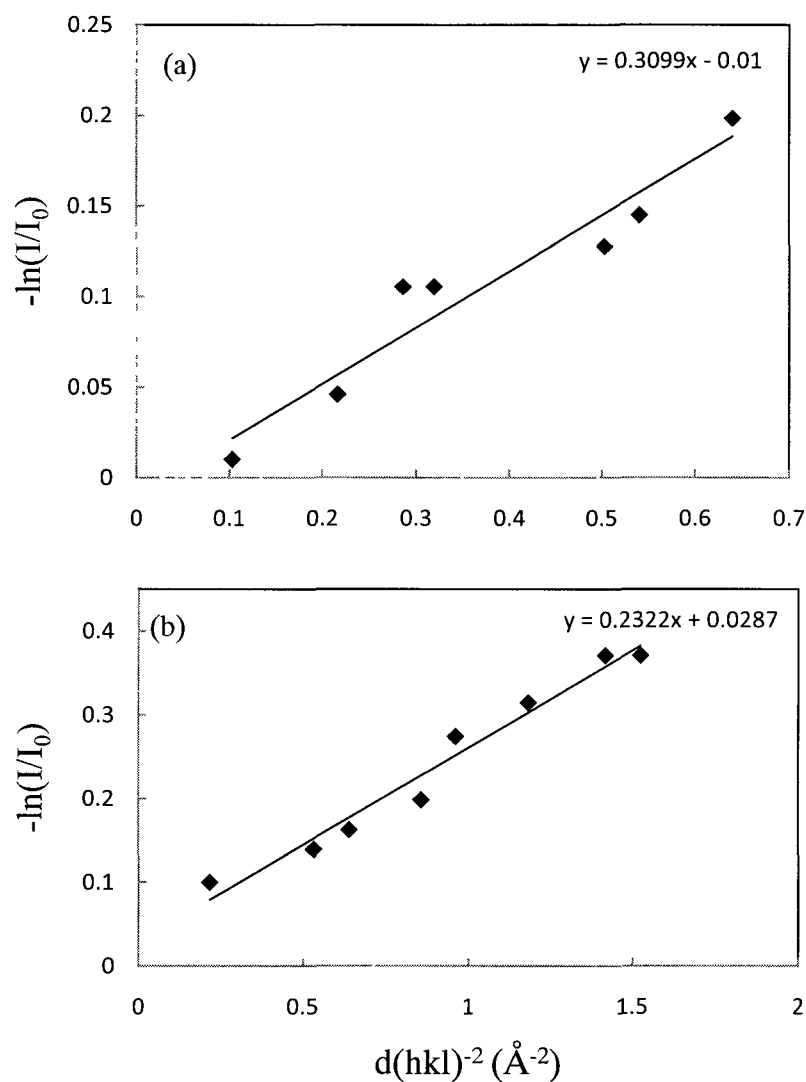 0.25
(a)
y = 0.3099x - 0.01
0.2
0.15
-ln(I/I₀)
0.1
0.05
0
0 0.1 0.2 0.3 0.4 0.5 0.6 0.7
(b)
y = 0.2322x + 0.0287
0.4
0.3
-ln(I/I₀)
0.2
0.1
0
0 0.5 1 1.5 2
d(hkl)⁻² (Å⁻²)